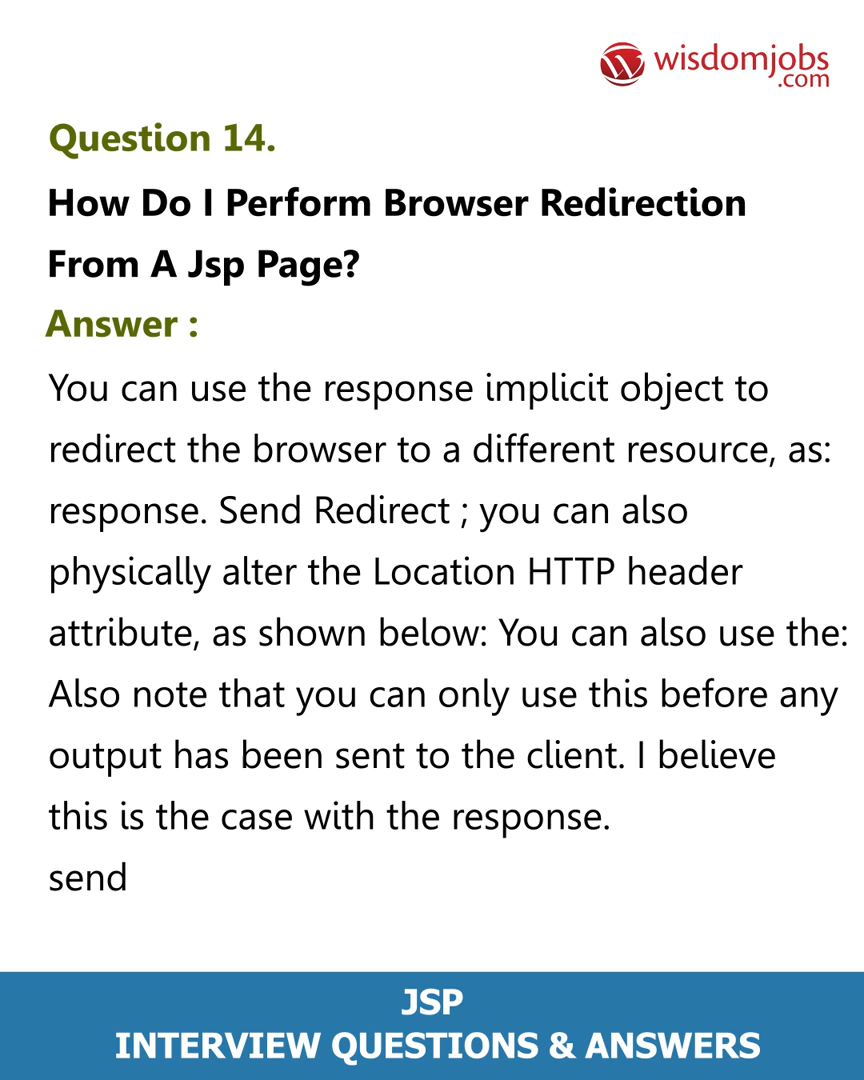 wisdomjobs
.com
Question 14.
How Do I Perform Browser Redirection
From A Jsp Page?
Answer :
You can use the response implicit object to
redirect the browser to a different resource, as:
response. Send Redirect ; you can also
physically alter the Location HTTP header
attribute, as shown below: You can also use the:
Also note that you can only use this before any
output has been sent to the client. I believe
this is the case with the response.
send
JSP
INTERVIEW QUESTIONS & ANSWERS